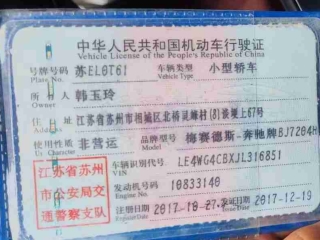 中华人民共和国机动车行驶证
Vehicle License of the People's Republic of China
号牌号码 苏EL0T61 车辆类型 小型轿车
Plate No. Vehicle Type
所有人 韩玉玲
Owner
住址 江苏省苏州市相城区北桥灵峰村(8)谈埂上67号
Address
使用性质 非营运 品牌型号 梅赛德斯-奔驰牌BJ7204H
Use Character Model
江苏省苏州市公安局交通警察支队
车辆识别代号 LE4WG4CBXJL316851
VIN
发动机号码 10833140
Engine No.
注册日期 2017-10-27 发证日期 2017-12-19
Register Date Issue Date